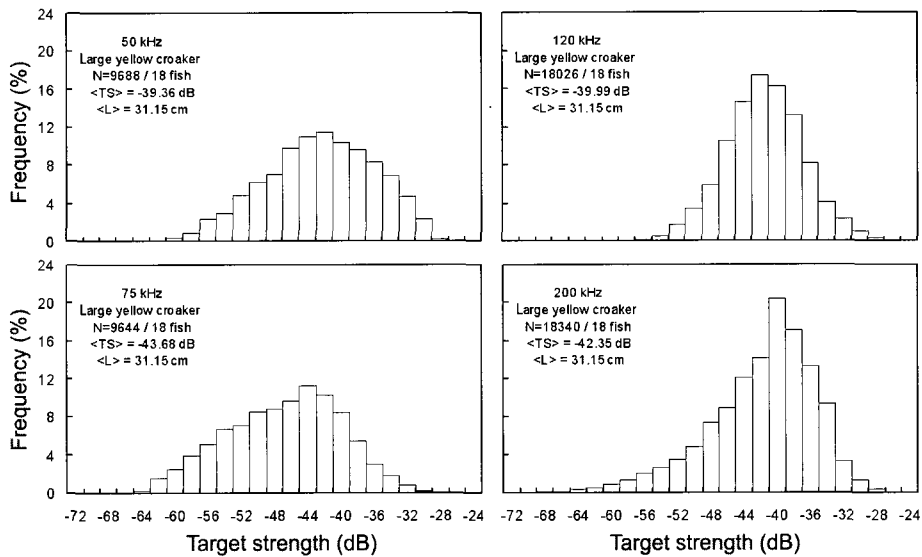 24
20
16
12
8
4
0
Frequency (%)
50 kHz
Large yellow croaker
N=9688 / 18 fish
<TS> = -39.36 dB
<L> = 31.15 cm
120 kHz
Large yellow croaker
N=18026 / 18 fish
<TS> = -39.99 dB
<L> = 31.15 cm
24
20
16
12
8
4
0
Frequency (%)
75 kHz
Large yellow croaker
N=9644 / 18 fish
<TS> = -43.68 dB
<L> = 31.15 cm
200 kHz
Large yellow croaker
N=18340 / 18 fish
<TS> = -42.35 dB
<L> = 31.15 cm
-72 -66 -60 -56 -52 -48 -44 -40 -36 -32 -28 -24
-72 -66 -60 -56 -52 -48 -44 -40 -36 -32 -28 -24
Target strength (dB)
Target strength (dB)